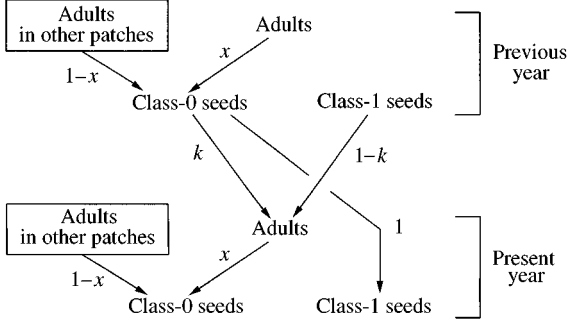 Adults
in other patches
Adults
x
1–x
Class-0 seeds
Class-1 seeds
Previous
year
k
1–k
Adults
in other patches
Adults
1
x
1–x
Class-0 seeds
Class-1 seeds
Present
year